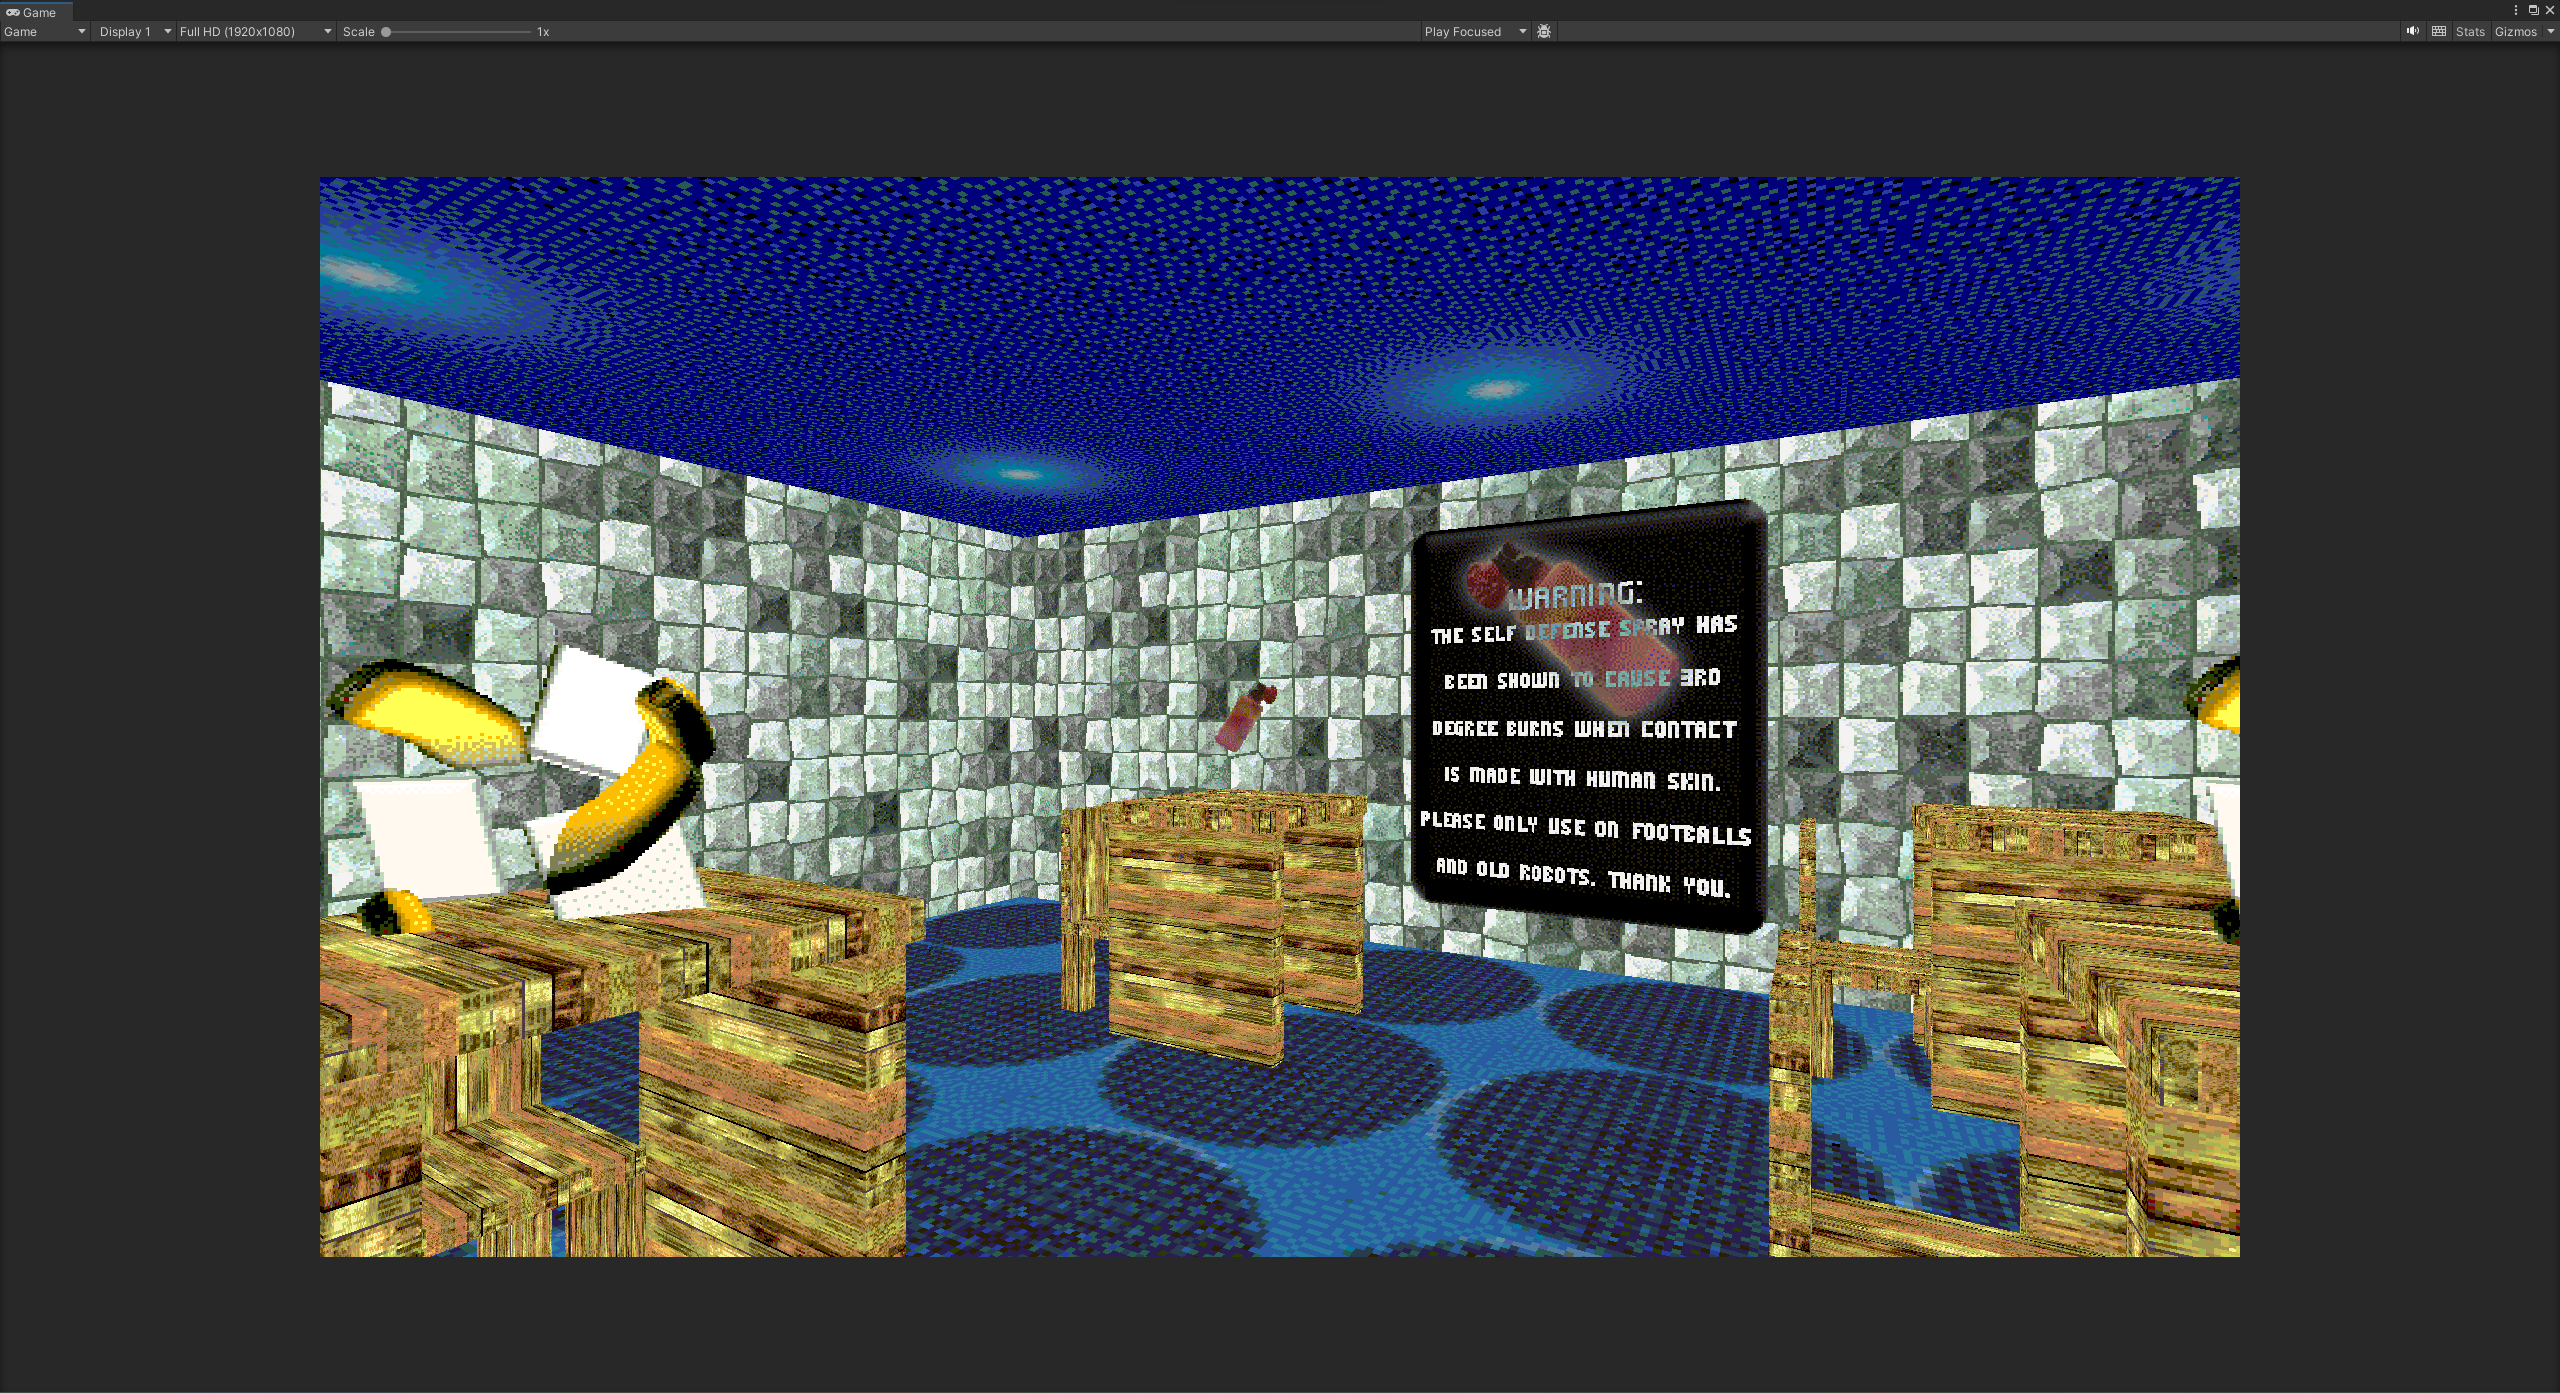 Game
Game Display 1 Full HD (1920x1080) Scale 1x Play Focused Stats Gizmos
WARNING:
THE SELF DEFENSE SPRAY HAS
BEEN SHOWN TO CAUSE 3RD
DEGREE BURNS WHEN CONTACT
IS MADE WITH HUMAN SKIN.
PLEASE ONLY USE ON FOOTBALLS
AND OLD ROBOTS. THANK YOU.